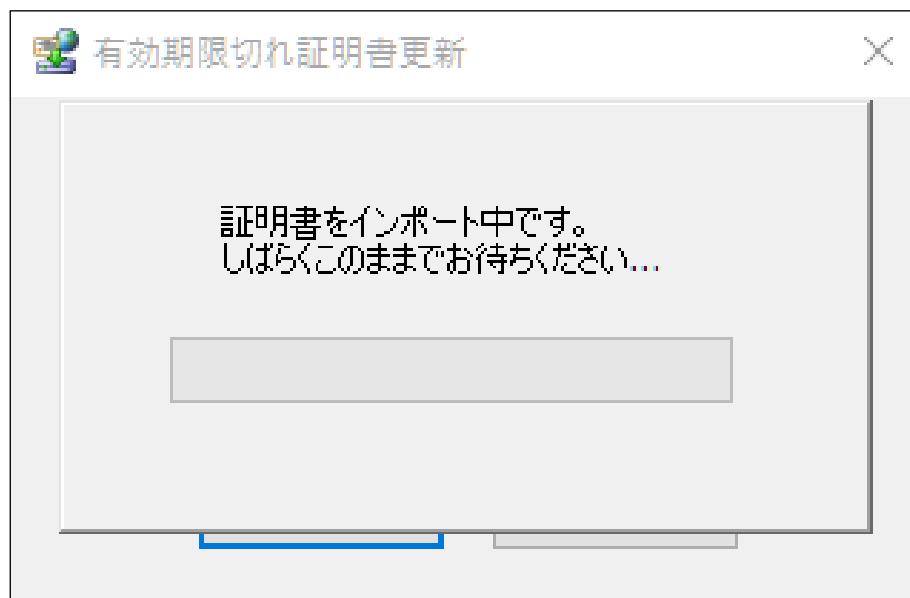 有効期限切れ証明書更新
証明書をインポート中です。
しばらくこのままでお待ちください...